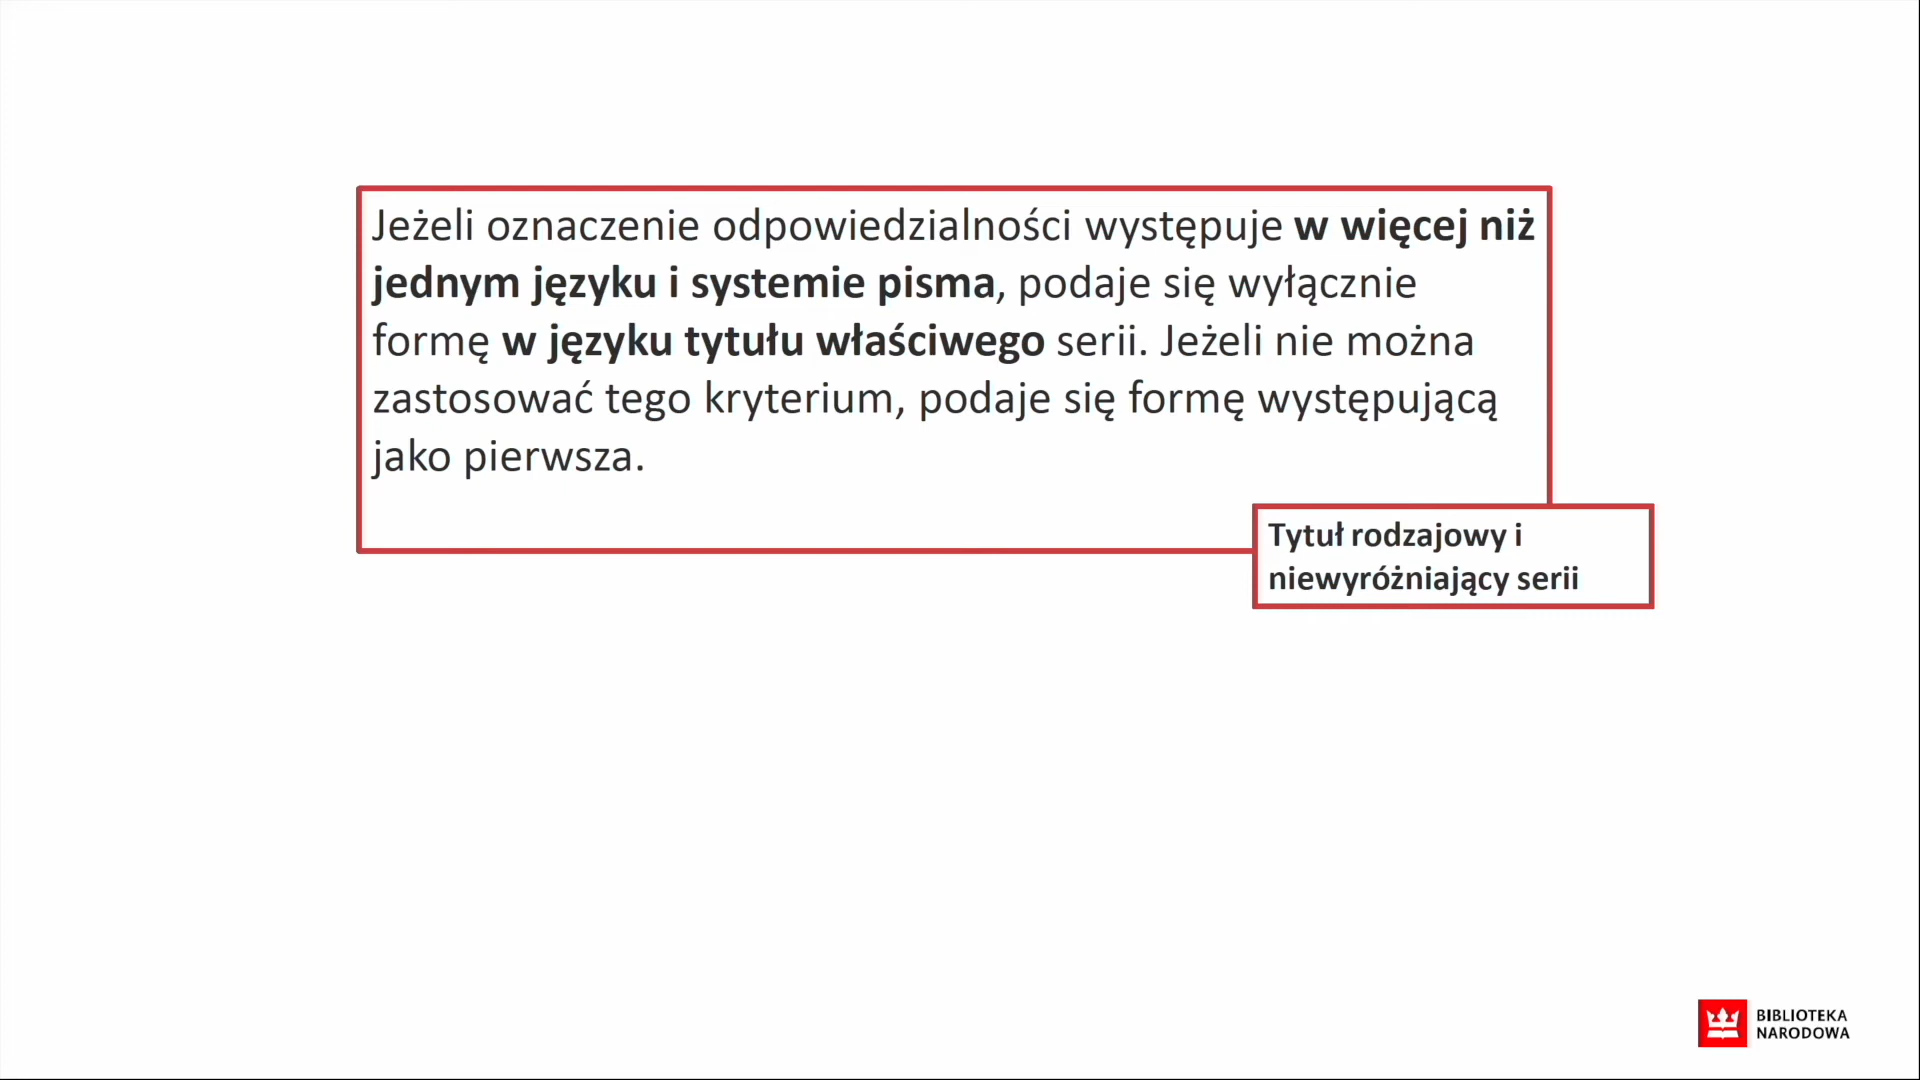 Jeżeli oznaczenie odpowiedzialności występuje w więcej niż
jednym języku i systemie pisma, podaje się wyłącznie
formę w języku tytułu właściwego serii. Jeżeli nie można
zastosować tego kryterium, podaje się formę występującą
jako pierwsza.
Tytuł rodzajowy i
niewyróżniający serii
BIBLIOTEKA
NARODOWA